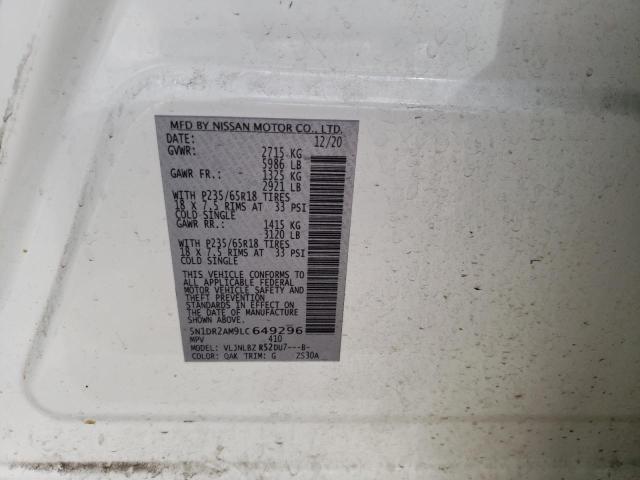 MFD BY NISSAN MOTOR CO., LTD.
DATE: 12/20
GVWR: 2715 KG
5986 LB
GAWR FR.: 1325 KG
2921 LB
WITH P235/65R18 TIRES
18 X 7.5 RIMS AT 33 PSI
COLD SINGLE
GAWR RR.: 1415 KG
3120 LB
WITH P235/65R18 TIRES
18 X 7.5 RIMS AT 33 PSI
COLD SINGLE
THIS VEHICLE CONFORMS TO
ALL APPLICABLE FEDERAL
MOTOR VEHICLE SAFETY AND
THEFT PREVENTION
STANDARDS IN EFFECT ON
THE DATE OF MANUFACTURE
SHOWN ABOVE.
5N1DR2AM9LC649296
MPV 410
MODEL: VLJNLBZ R52DU7---B-
COLOR: QAK TRIM: G ZS30A